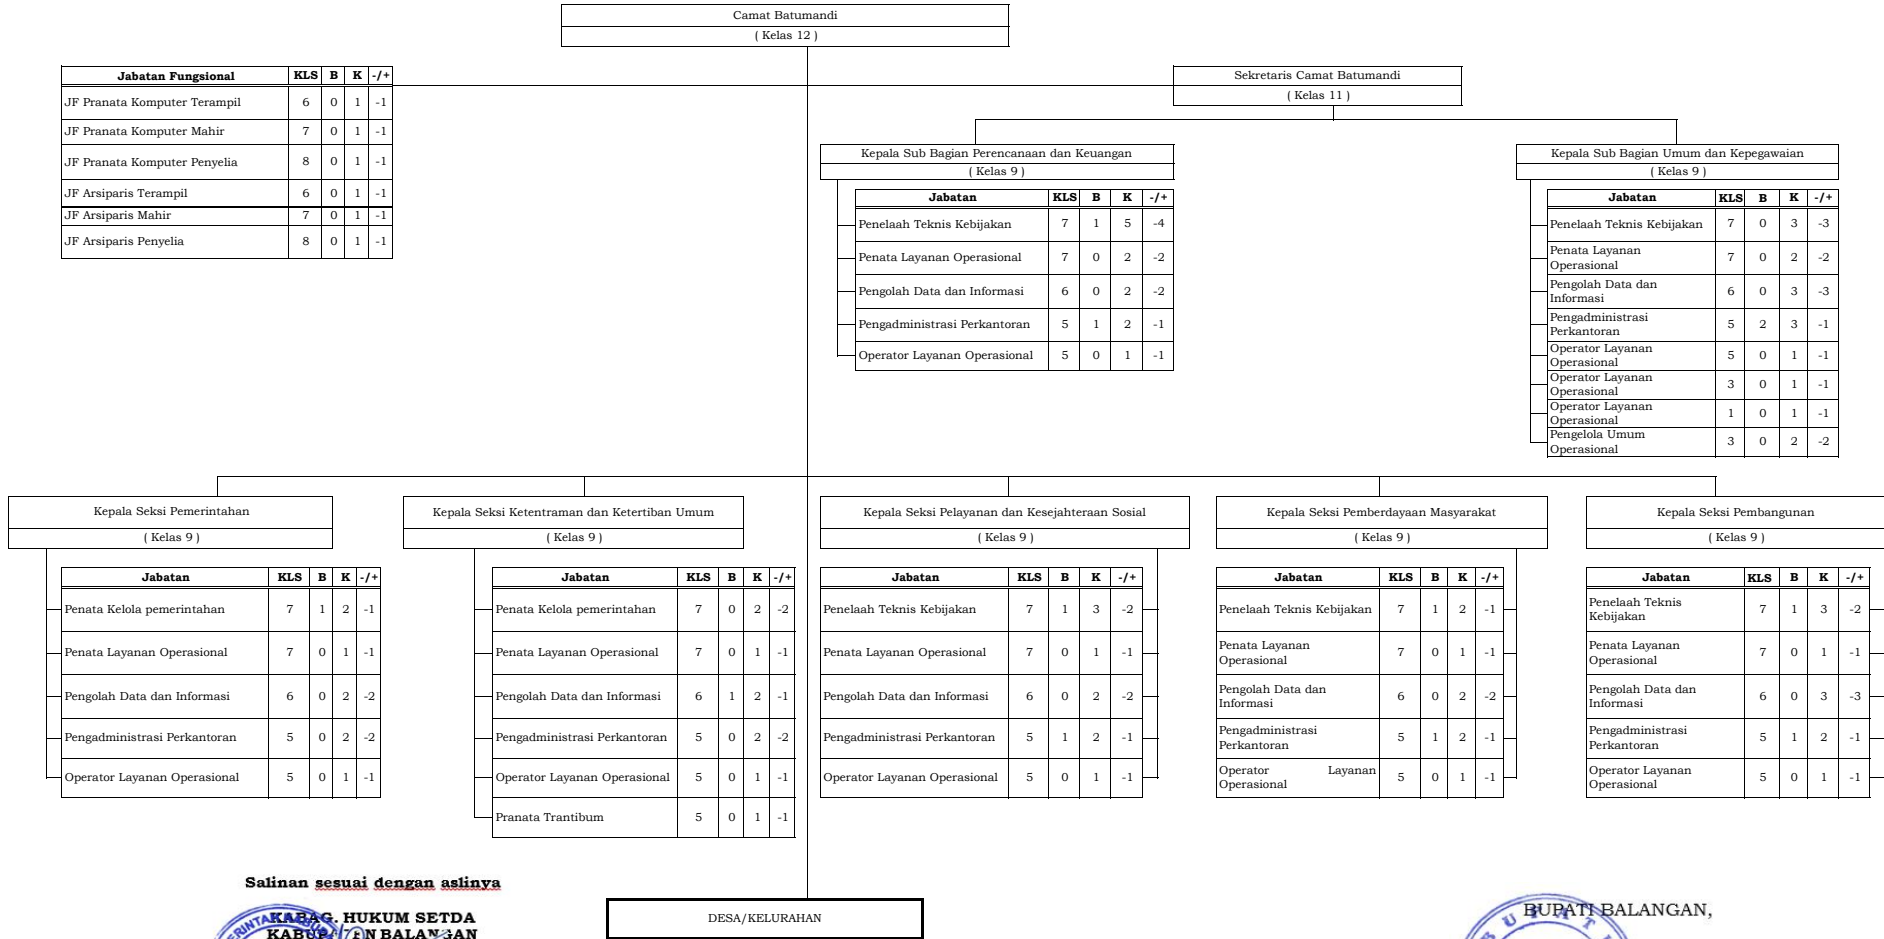 Camat Batumandi
( Kelas 12 )
Jabatan Fungsional KLS B K -/+
JF Pranata Komputer Terampil 6 0 1 -1
JF Pranata Komputer Mahir 7 0 1 -1
JF Pranata Komputer Penyelia 8 0 1 -1
JF Arsiparis Terampil 6 0 1 -1
JF Arsiparis Mahir 7 0 1 -1
JF Arsiparis Penyelia 8 0 1 -1
Sekretaris Camat Batumandi
( Kelas 11 )
Kepala Sub Bagian Perencanaan dan Keuangan
( Kelas 9 )
Jabatan KLS B K -/+
Penelaah Teknis Kebijakan 7 1 5 -4
Penata Layanan Operasional 7 0 2 -2
Pengolah Data dan Informasi 6 0 2 -2
Pengadministrasi Perkantoran 5 1 2 -1
Operator Layanan Operasional 5 0 1 -1
Kepala Sub Bagian Umum dan Kepegawaian
( Kelas 9 )
Jabatan KLS B K -/+
Penelaah Teknis Kebijakan 7 0 3 -3
Penata Layanan
Operasional 7 0 2 -2
Pengolah Data dan
Informasi 6 0 3 -3
Pengadministrasi
Perkantoran 5 2 3 -1
Operator Layanan
Operasional 5 0 1 -1
Operator Layanan
Operasional 3 0 1 -1
Operator Layanan
Operasional 1 0 1 -1
Pengelola Umum
Operasional 3 0 2 -2
Kepala Seksi Pemerintahan
( Kelas 9 )
Jabatan KLS B K -/+
Penata Kelola pemerintahan 7 1 2 -1
Penata Layanan Operasional 7 0 1 -1
Pengolah Data dan Informasi 6 0 2 -2
Pengadministrasi Perkantoran 5 0 2 -2
Operator Layanan Operasional 5 0 1 -1
Kepala Seksi Ketentraman dan Ketertiban Umum
( Kelas 9 )
Jabatan KLS B K -/+
Penata Kelola pemerintahan 7 0 2 -2
Penata Layanan Operasional 7 0 1 -1
Pengolah Data dan Informasi 6 1 2 -1
Pengadministrasi Perkantoran 5 0 2 -2
Operator Layanan Operasional 5 0 1 -1
Pranata Trantibum 5 0 1 -1
Kepala Seksi Pelayanan dan Kesejahteraan Sosial
( Kelas 9 )
Jabatan KLS B K -/+
Penelaah Teknis Kebijakan 7 1 3 -2
Penata Layanan Operasional 7 0 1 -1
Pengolah Data dan Informasi 6 0 2 -2
Pengadministrasi Perkantoran 5 1 2 -1
Operator Layanan Operasional 5 0 1 -1
Kepala Seksi Pemberdayaan Masyarakat
( Kelas 9 )
Jabatan KLS B K -/+
Penelaah Teknis Kebijakan 7 1 2 -1
Penata Layanan
Operasional 7 0 1 -1
Pengolah Data dan
Informasi 6 0 2 -2
Pengadministrasi
Perkantoran 5 1 2 -1
Operator Layanan
Operasional 5 0 1 -1
Kepala Seksi Pembangunan
( Kelas 9 )
Jabatan KLS B K -/+
Penelaah Teknis
Kebijakan 7 1 3 -2
Penata Layanan
Operasional 7 0 1 -1
Pengolah Data dan
Informasi 6 0 3 -3
Pengadministrasi
Perkantoran 5 1 2 -1
Operator Layanan
Operasional 5 0 1 -1
Salinan sesuai dengan aslinya
KABAG. HUKUM SETDA
KABUPATEN BALANGAN
DESA/KELURAHAN
BUPATI BALANGAN,